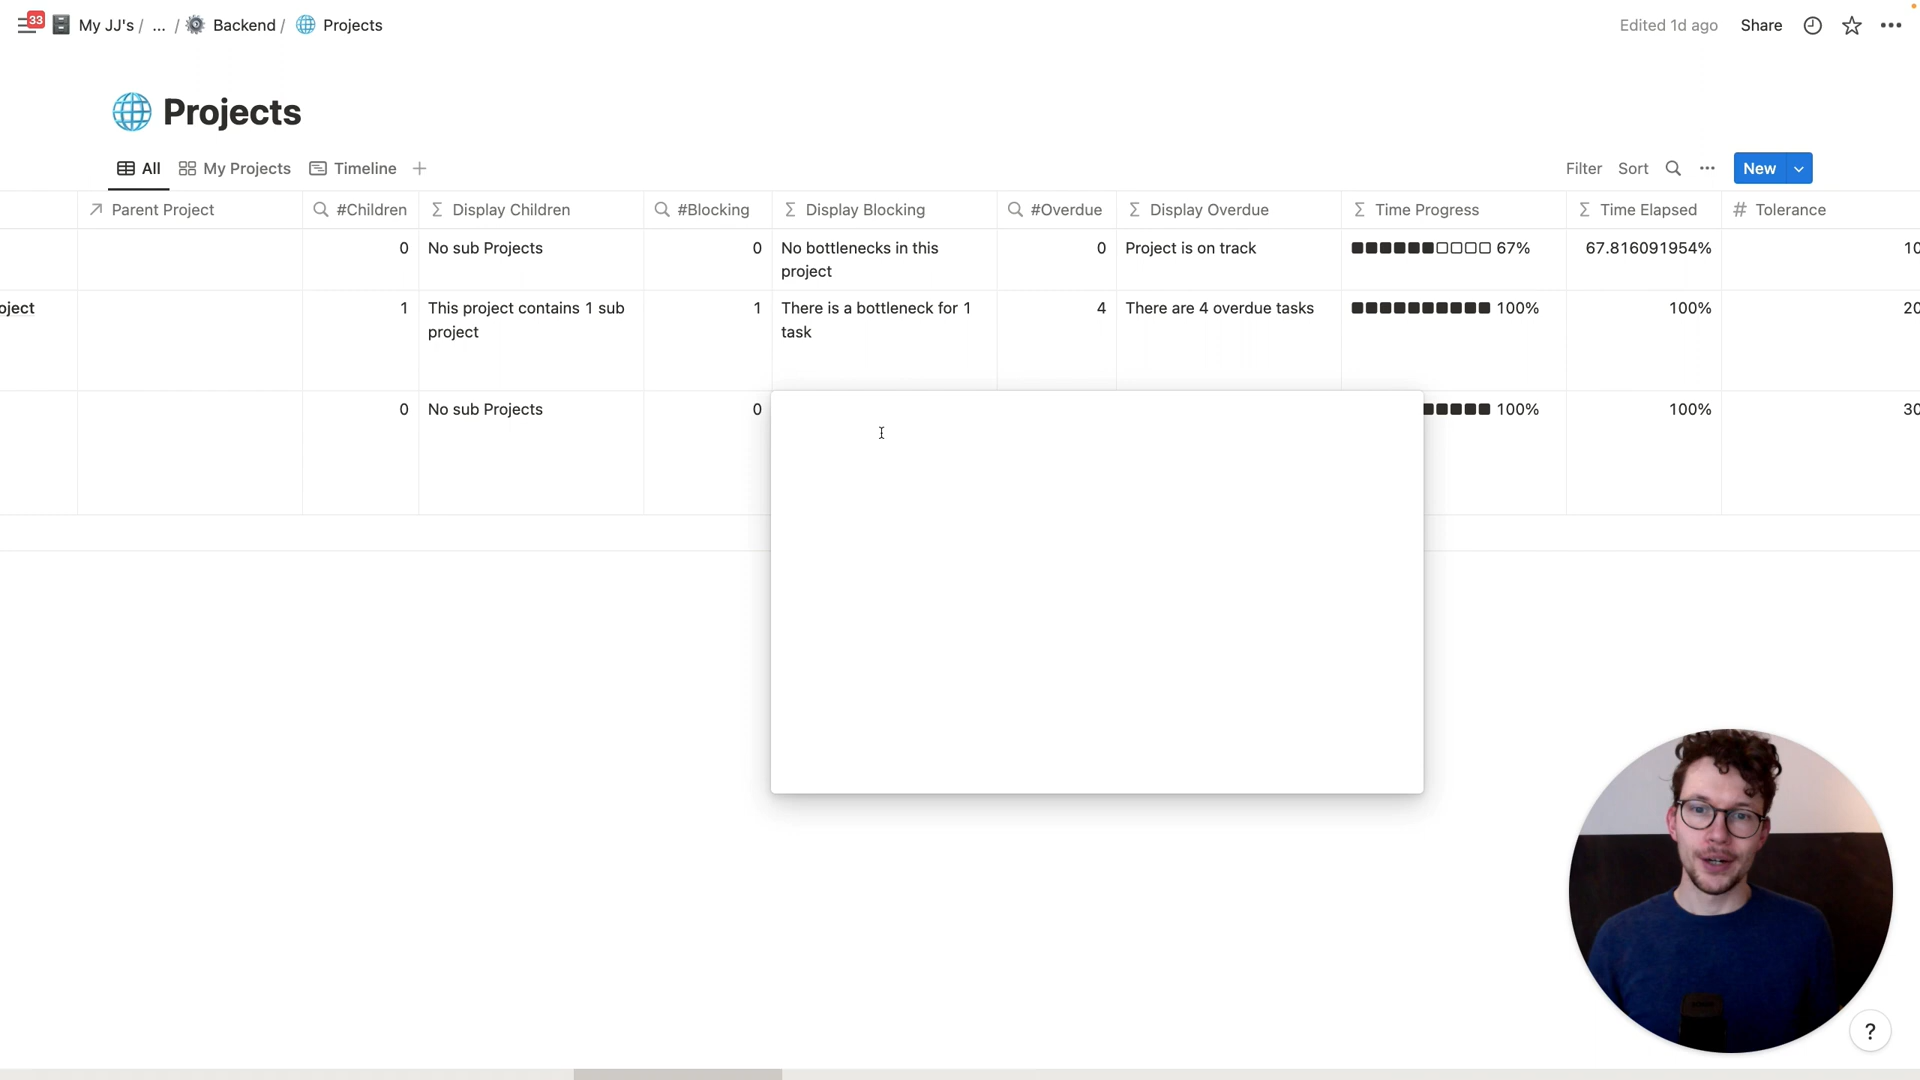 33 My JJ's / ... / Backend / Projects
Edited 1d ago Share
Projects
All My Projects Timeline
Filter Sort New
Parent Project #Children Display Children #Blocking Display Blocking #Overdue Display Overdue Time Progress Time Elapsed # Tolerance
0 No sub Projects 0 No bottlenecks in this 0 Project is on track 67% 67.816091954% 10
project
oject 1 This project contains 1 sub 1 There is a bottleneck for 1 4 There are 4 overdue tasks 100% 100% 20
project task
0 No sub Projects 0 100% 100% 30
?